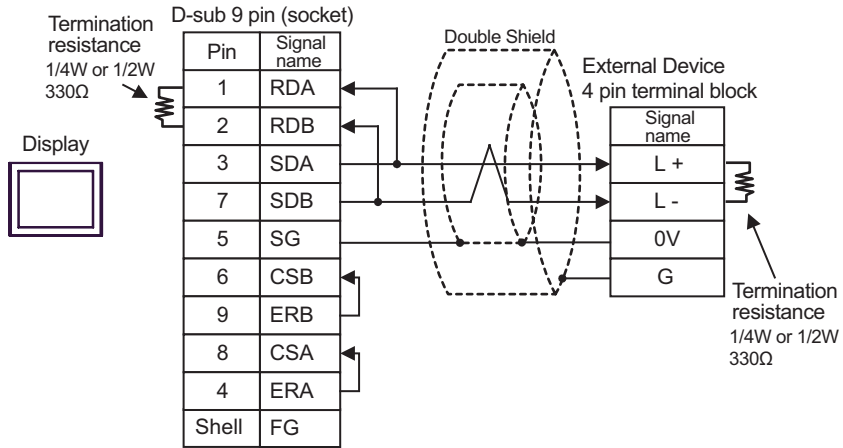 D-sub 9 pin (socket)
Termination
resistance
1/4W or 1/2W
330Ω
Display
Pin Signal name
1 RDA
2 RDB
3 SDA
7 SDB
5 SG
6 CSB
9 ERB
8 CSA
4 ERA
Shell FG
Double Shield
External Device
4 pin terminal block
Signal
name
L +
L -
0V
G
Termination
resistance
1/4W or 1/2W
330Ω